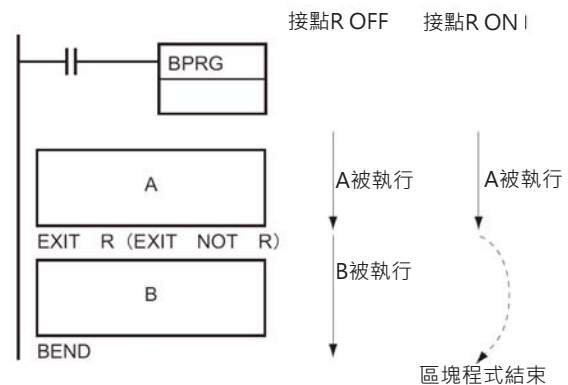 接點R OFF 接點R ON
BPRG
A
A被執行 A被執行
EXIT R (EXIT NOT R)
B被執行
B
BEND
區塊程式結束